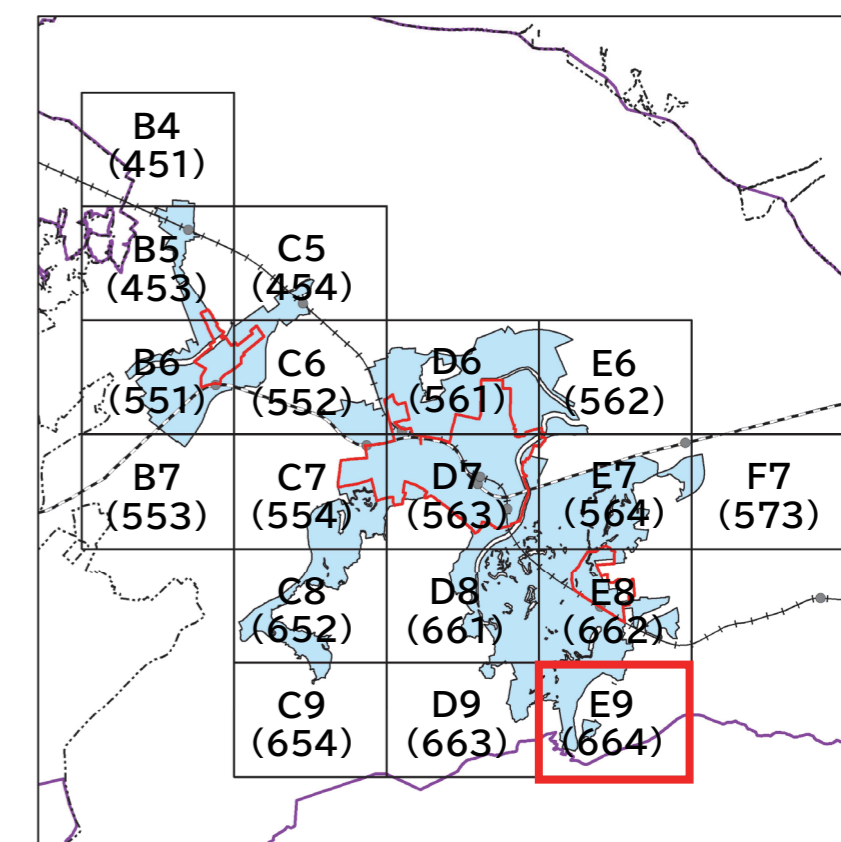 B4
(451)
B5
(453)
C5
(454)
B6
(551)
C6
(552)
D6
(561)
E6
(562)
B7
(553)
C7
(554)
D7
(563)
E7
(564)
F7
(573)
C8
(652)
D8
(661)
E8
(662)
C9
(654)
D9
(663)
E9
(664)